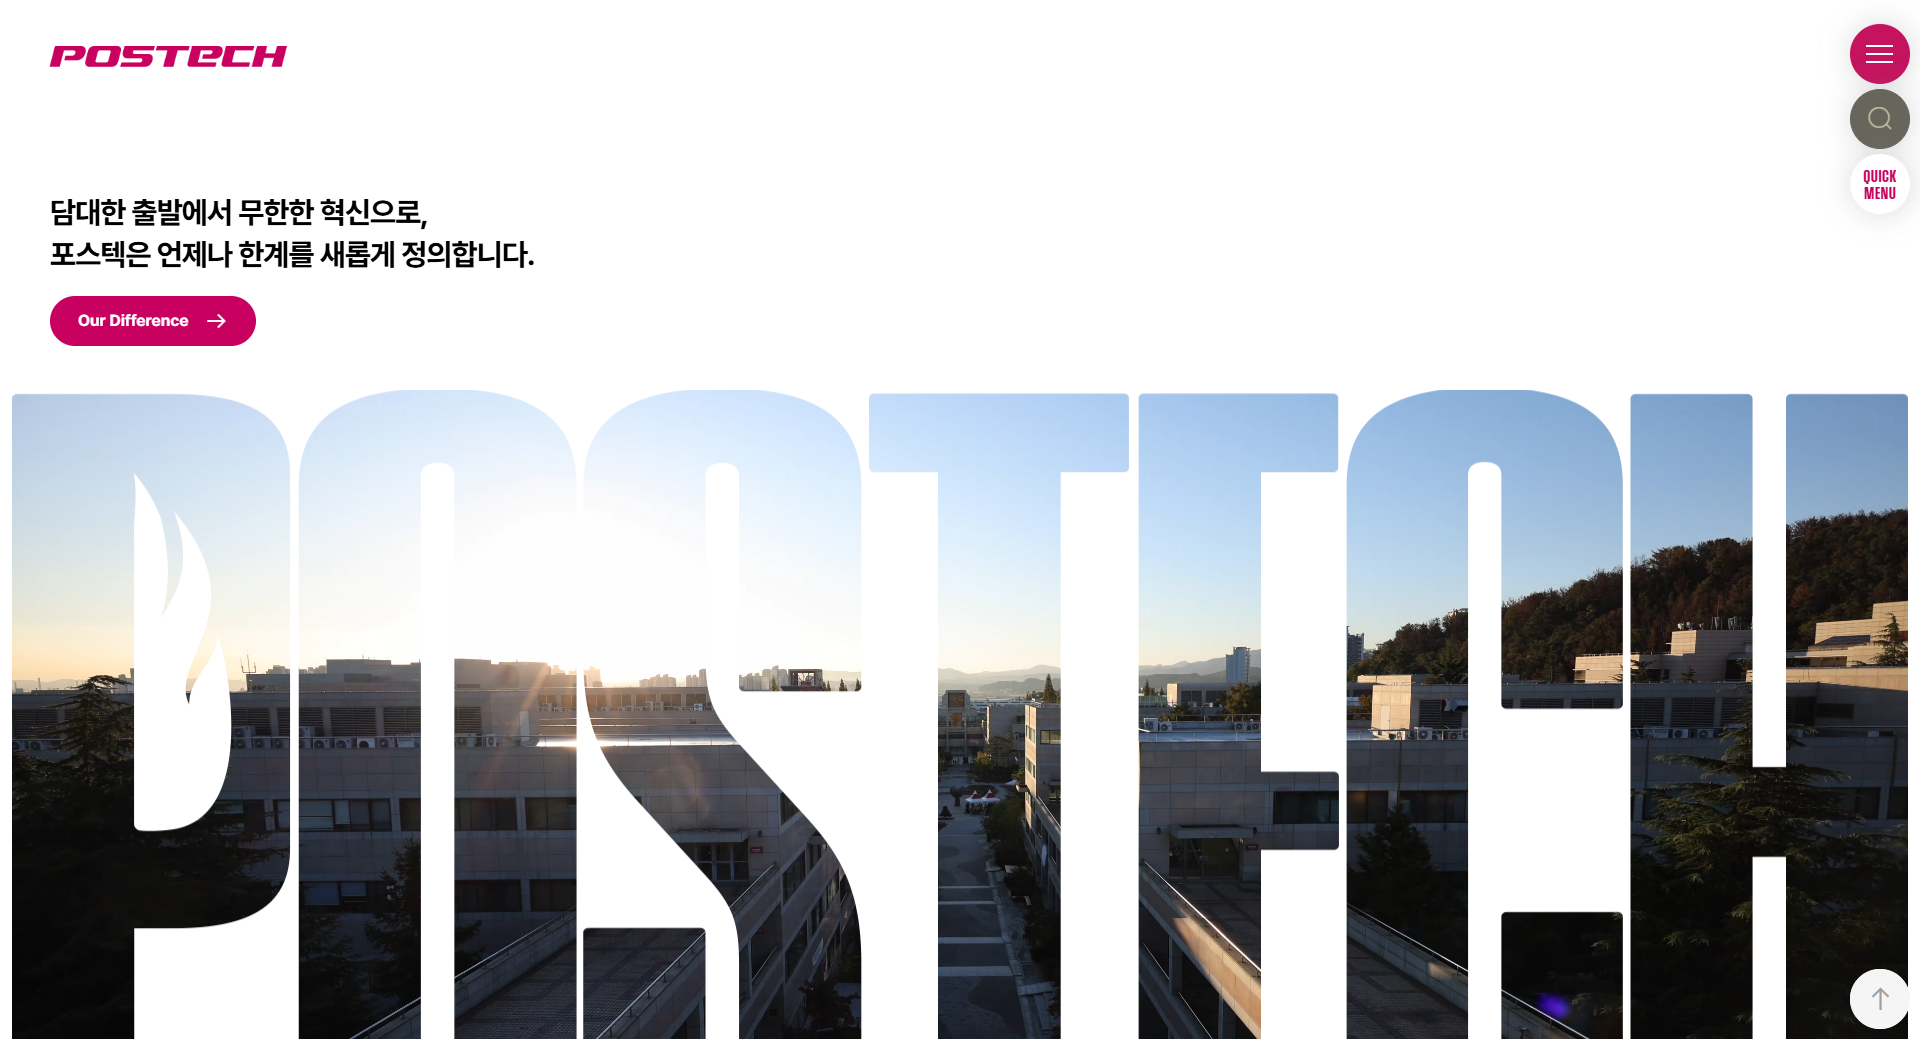 POSTECH
담대한 출발에서 무한한 혁신으로,
포스텍은 언제나 한계를 새롭게 정의합니다.
Our Difference
QUICK
MENU
POSTECH